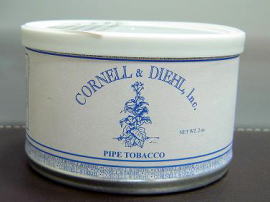 CORNELL & DIEHL, Inc.
NET WT. 2 oz.
PIPE TOBACCO